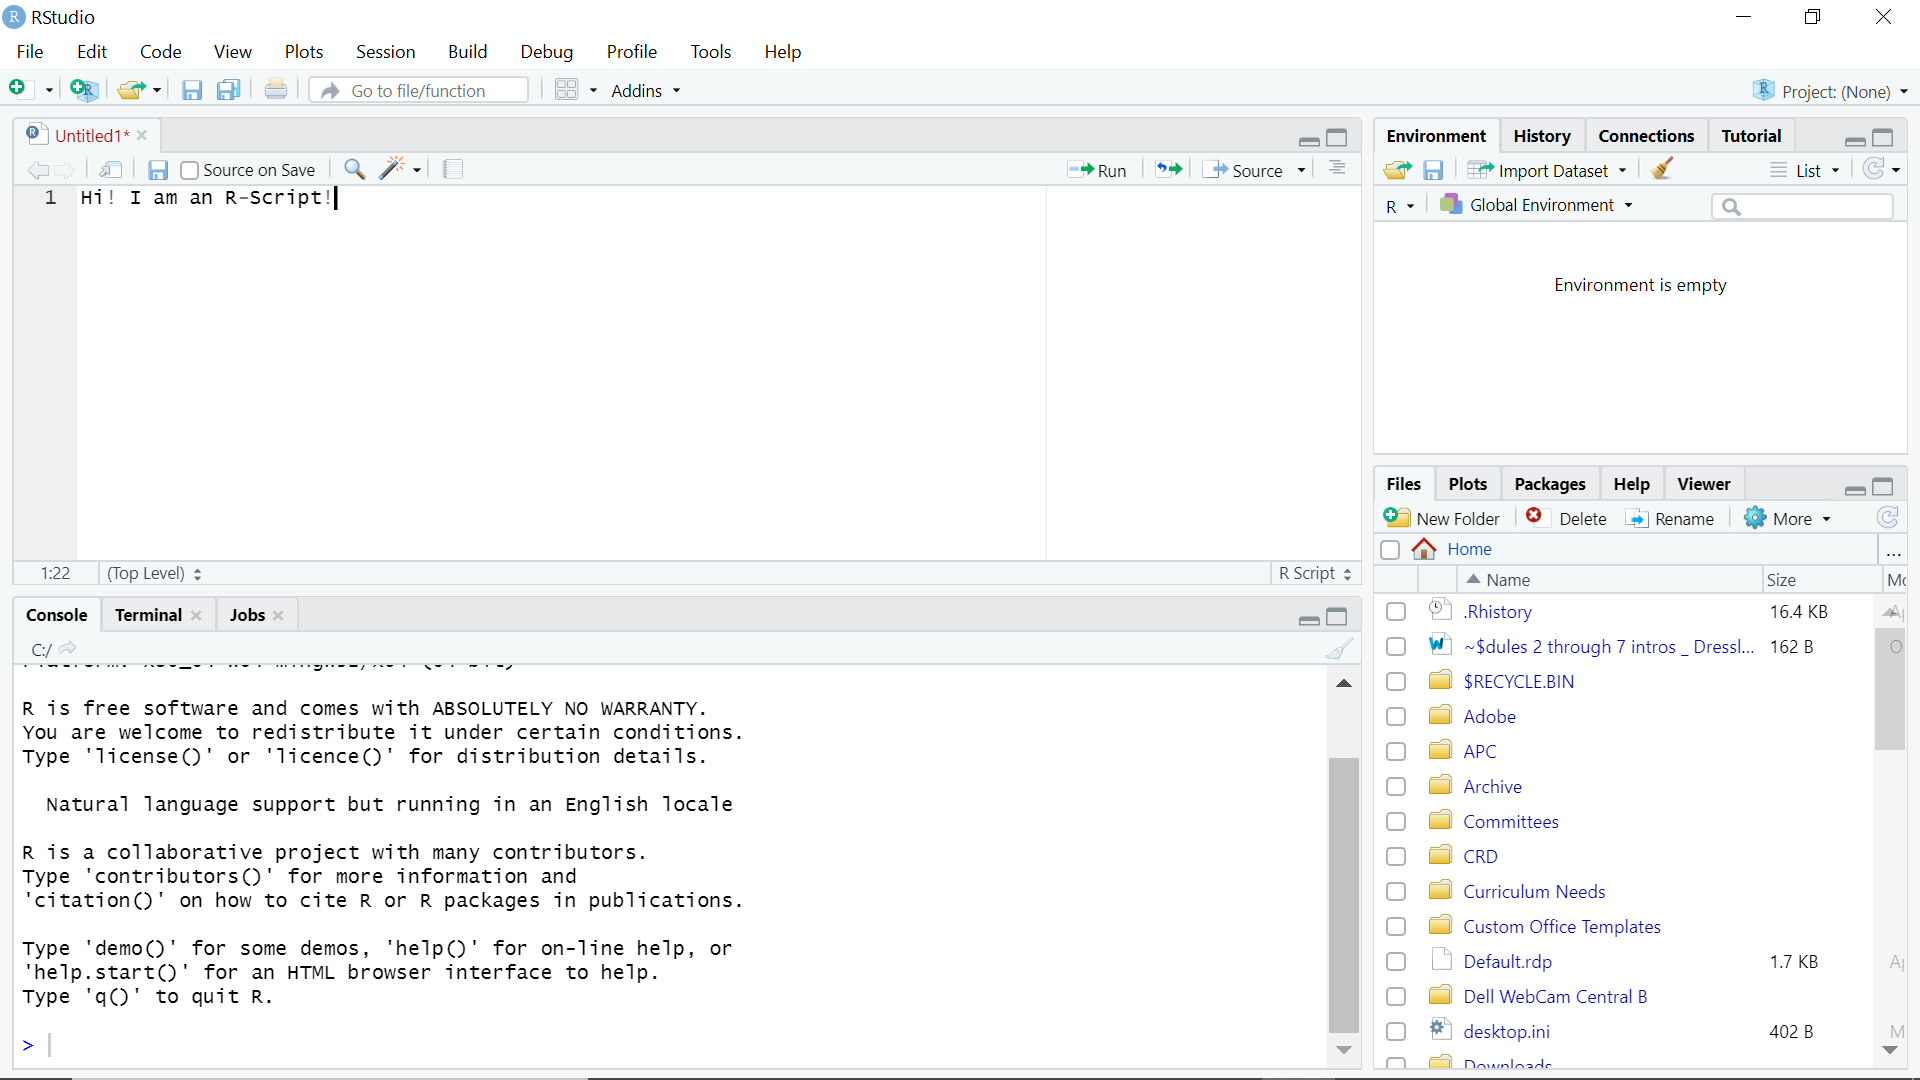 RStudio
File Edit Code View Plots Session Build Debug Profile Tools Help
Go to file/function Addins Project: (None)
Untitled1*
Source on Save Run Source
1 Hi! I am an R-Script!
1:22 (Top Level) R Script
Console Terminal Jobs
C:/
R is free software and comes with ABSOLUTELY NO WARRANTY.
You are welcome to redistribute it under certain conditions.
Type 'license()' or 'licence()' for distribution details.
Natural language support but running in an English locale
R is a collaborative project with many contributors.
Type 'contributors()' for more information and
'citation()' on how to cite R or R packages in publications.
Type 'demo()' for some demos, 'help()' for on-line help, or
'help.start()' for an HTML browser interface to help.
Type 'q()' to quit R.
>
Environment History Connections Tutorial
Import Dataset List
R Global Environment
Environment is empty
Files Plots Packages Help Viewer
New Folder Delete Rename More
Home ...
Name Size
.Rhistory 16.4 KB
~$dules 2 through 7 intros _ Dressl... 162 B
$RECYCLE.BIN
Adobe
APC
Archive
Committees
CRD
Curriculum Needs
Custom Office Templates
Default.rdp 1.7 KB
Dell WebCam Central B
desktop.ini 402 B
Downloads